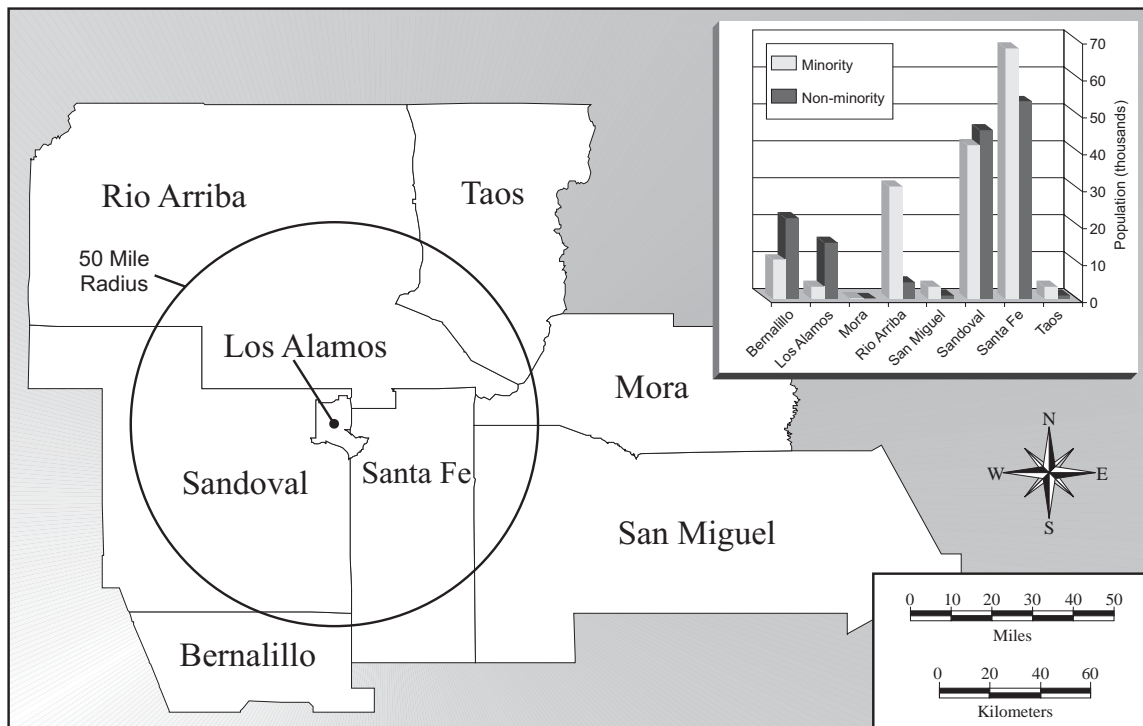 Rio Arriba
Taos
50 Mile
Radius
Los Alamos
Mora
Sandoval
Santa Fe
San Miguel
Bernalillo
Minority
Non-minority
70
60
50
40
30
20
10
0
Population (thousands)
Bernalillo
Los Alamos
Mora
Rio Arriba
San Miguel
Sandoval
Santa Fe
Taos
N
W E
S
0 10 20 30 40 50
Miles
0 20 40 60
Kilometers